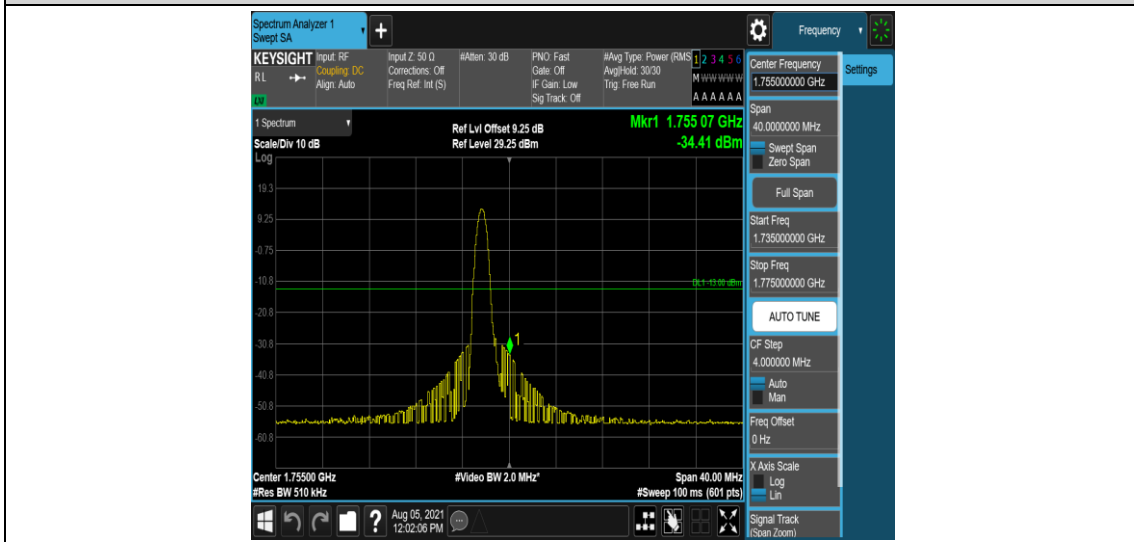 Spectrum Analyzer 1
Swept SA
Frequency
KEYSIGHT
RL
Input: RF
Coupling: DC
Align: Auto
Input Z: 50 Ω
Corrections: Off
Freq Ref: Int (S)
#Atten: 30 dB
PNO: Fast
Gate: Off
IF Gain: Low
Sig Track: Off
#Avg Type: Power (RMS
Avg|Hold: 30/30
Trig: Free Run
1 2 3 4 5 6
M W W W W W
A A A A A A
Center Frequency
1.755000000 GHz
Settings
Span
40.0000000 MHz
Swept Span
Zero Span
Full Span
Start Freq
1.735000000 GHz
Stop Freq
1.775000000 GHz
AUTO TUNE
CF Step
4.000000 MHz
Auto
Man
Freq Offset
0 Hz
X Axis Scale
Log
Lin
Signal Track
(Span Zoom)
1 Spectrum
Scale/Div 10 dB
Log
Ref Lvl Offset 9.25 dB
Ref Level 29.25 dBm
Mkr1 1.755 07 GHz
-34.41 dBm
19.3
9.25
-0.75
-10.8
DL1 -13.00 dBm
-20.8
-30.8
1
-40.8
-50.8
-60.8
Center 1.75500 GHz
#Video BW 2.0 MHz*
Span 40.00 MHz
#Res BW 510 kHz
#Sweep 100 ms (601 pts)
Aug 05, 2021
12:02:06 PM